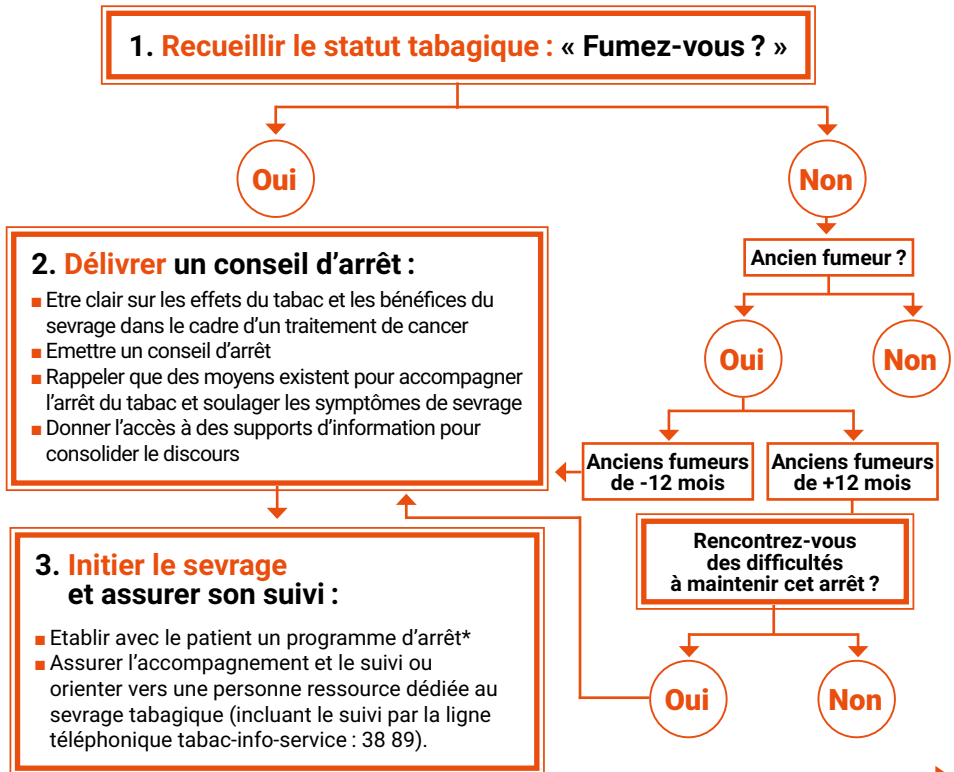 1. Recueillir le statut tabagique : « Fumez-vous ? »
Oui
Non
2. Délivrer un conseil d’arrêt :
■ Etre clair sur les effets du tabac et les bénéfices du
sevrage dans le cadre d’un traitement de cancer
■ Emettre un conseil d’arrêt
■ Rappeler que des moyens existent pour accompagner
l’arrêt du tabac et soulager les symptômes de sevrage
■ Donner l’accès à des supports d’information pour
consolider le discours
Ancien fumeur ?
Oui
Non
Anciens fumeurs
de -12 mois
Anciens fumeurs
de +12 mois
Rencontrez-vous
des difficultés
à maintenir cet arrêt ?
Oui
Non
3. Initier le sevrage
et assurer son suivi :
■ Etablir avec le patient un programme d’arrêt*
■ Assurer l’accompagnement et le suivi ou
orienter vers une personne ressource dédiée au
sevrage tabagique (incluant le suivi par la ligne
téléphonique tabac-info-service : 38 89).